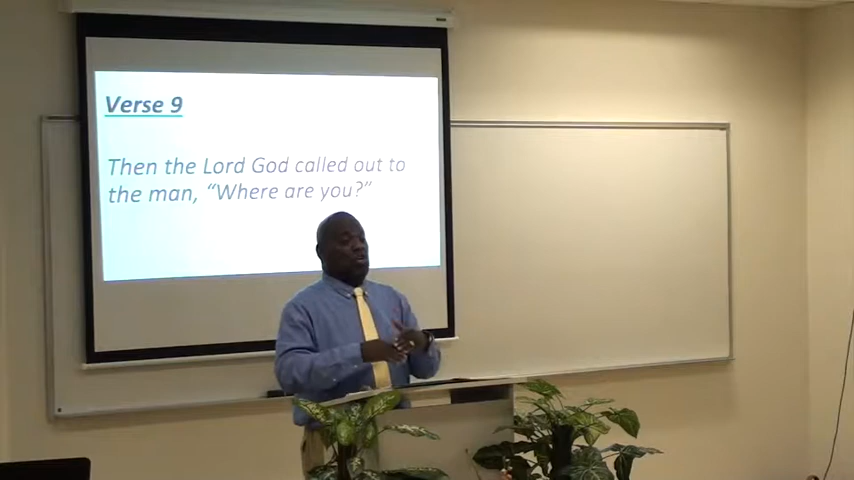 Verse 9
Then the Lord God called out to
the man, “Where are you?”